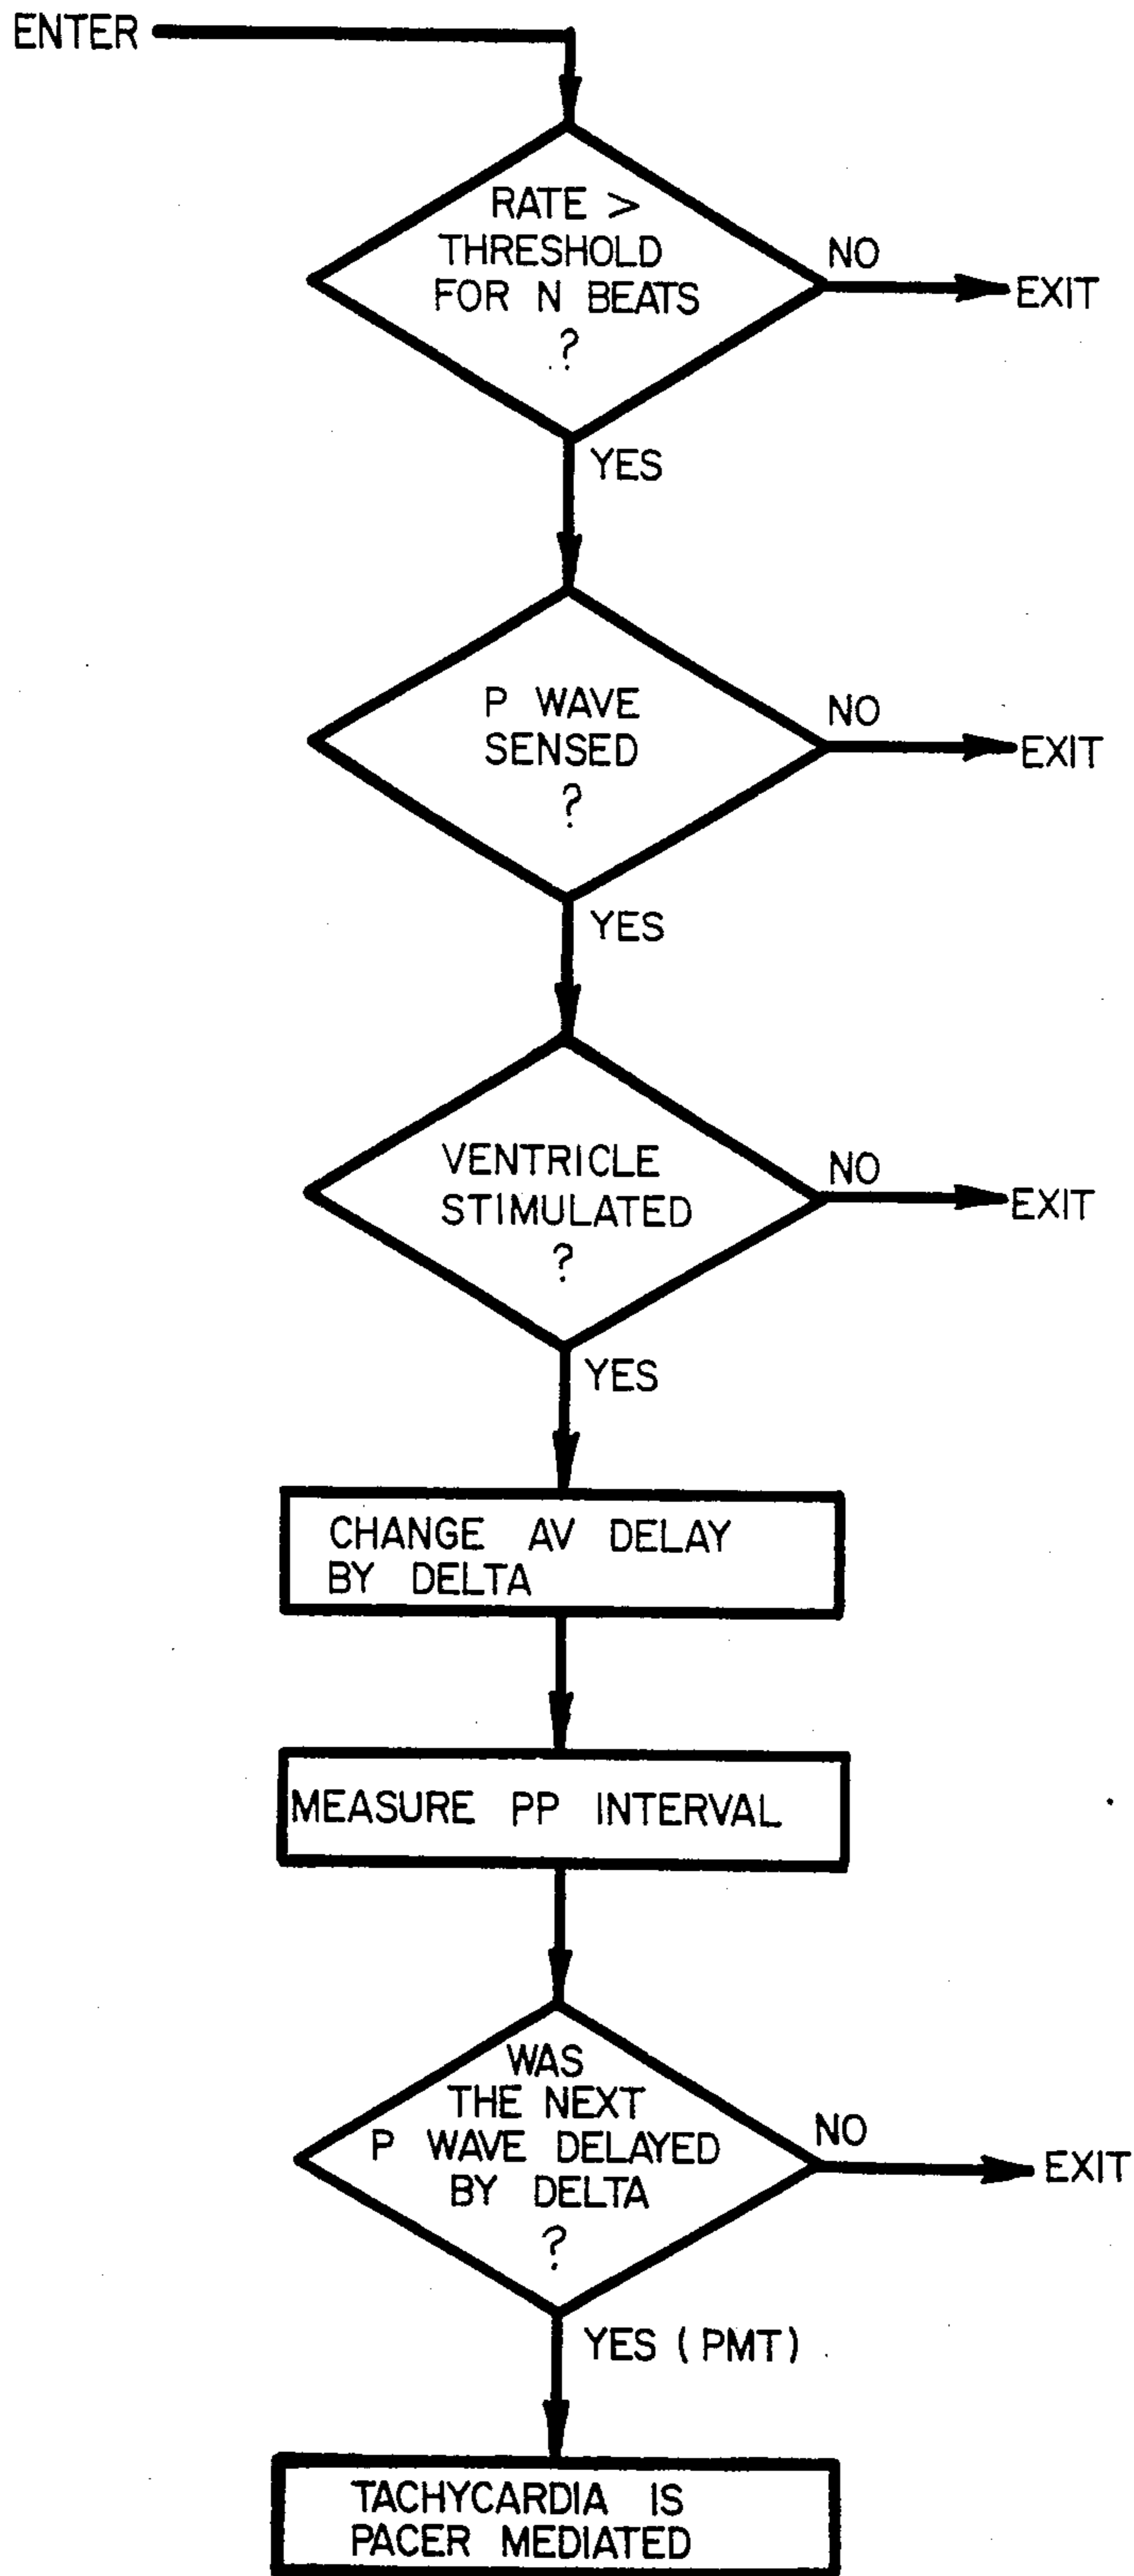 ENTER
RATE >
THRESHOLD
FOR N BEATS
?
NO
EXIT
YES
P WAVE
SENSED
?
NO
EXIT
YES
VENTRICLE
STIMULATED
?
NO
EXIT
YES
CHANGE AV DELAY
BY DELTA
MEASURE PP INTERVAL
WAS
THE NEXT
P WAVE DELAYED
BY DELTA
?
NO
EXIT
YES (PMT)
TACHYCARDIA IS
PACER MEDIATED